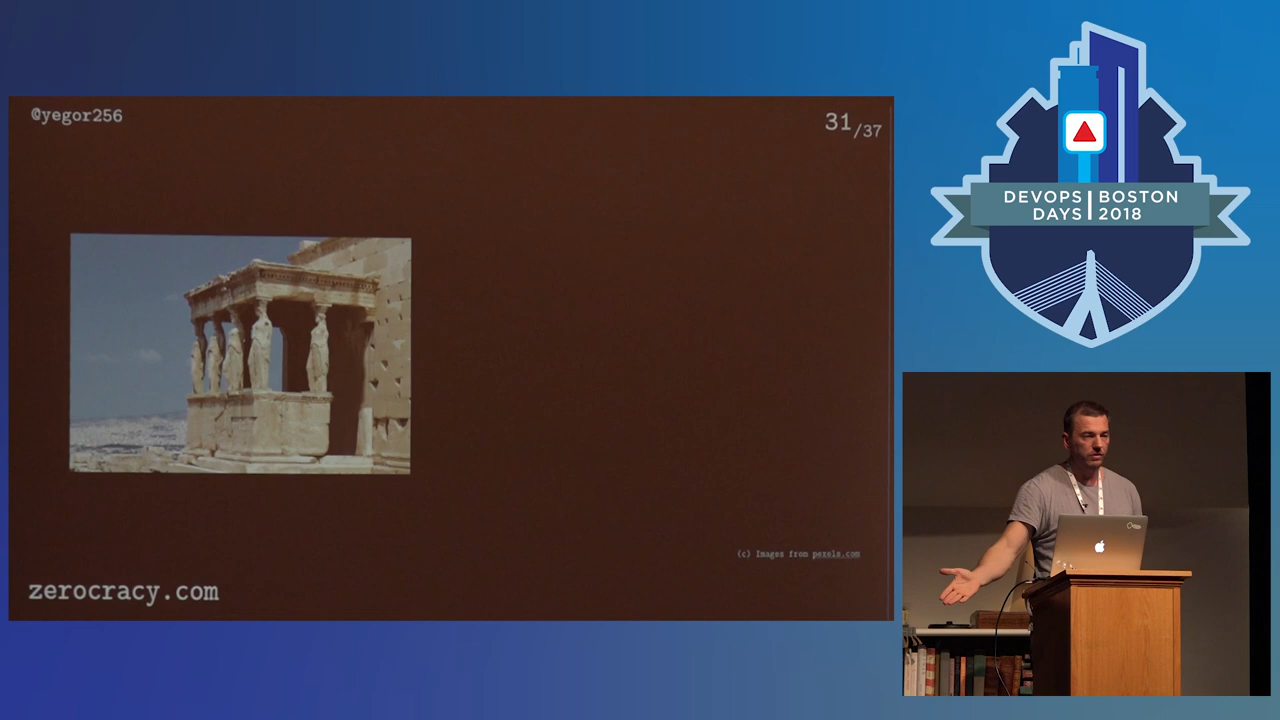 @yegor256
31/37
(c) Images from pexels.com
zerocracy.com
DEVOPS BOSTON
DAYS 2018